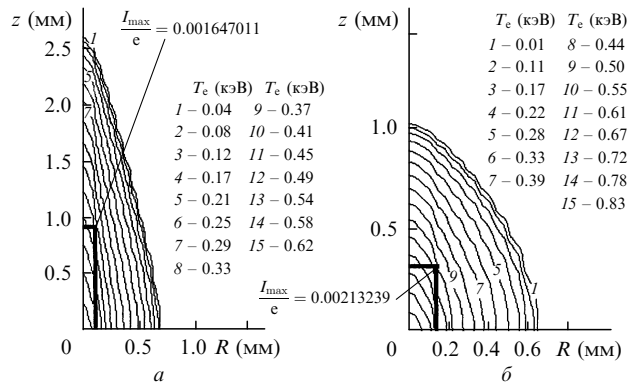 z (мм)
I_max/e = 0.001647011
2.5
2.0
1.5
1.0
0.5
0
0.5
1.0
R (мм)
1
5
7
T_e (кэВ) T_e (кэВ)
1 – 0.04 9 – 0.37
2 – 0.08 10 – 0.41
3 – 0.12 11 – 0.45
4 – 0.17 12 – 0.49
5 – 0.21 13 – 0.54
6 – 0.25 14 – 0.58
7 – 0.29 15 – 0.62
8 – 0.33
а
z (мм)
T_e (кэВ) T_e (кэВ)
1 – 0.01 8 – 0.44
2 – 0.11 9 – 0.50
3 – 0.17 10 – 0.55
4 – 0.22 11 – 0.61
5 – 0.28 12 – 0.67
6 – 0.33 13 – 0.72
7 – 0.39 14 – 0.78
15 – 0.83
1.0
0.5
I_max/e = 0.00213239
9
7
5
1
0
0.2
0.4
0.6
R (мм)
б